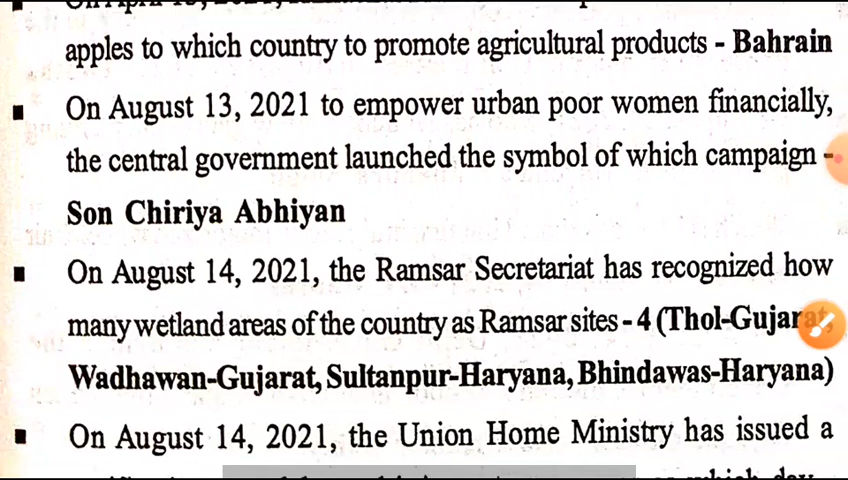 apples to which country to promote agricultural products - Bahrain
▪ On August 13, 2021 to empower urban poor women financially,
the central government launched the symbol of which campaign -
Son Chiriya Abhiyan
▪ On August 14, 2021, the Ramsar Secretariat has recognized how
many wetland areas of the country as Ramsar sites - 4 (Thol-Gujarat,
Wadhawan-Gujarat, Sultanpur-Haryana, Bhindawas-Haryana)
▪ On August 14, 2021, the Union Home Ministry has issued a
which day